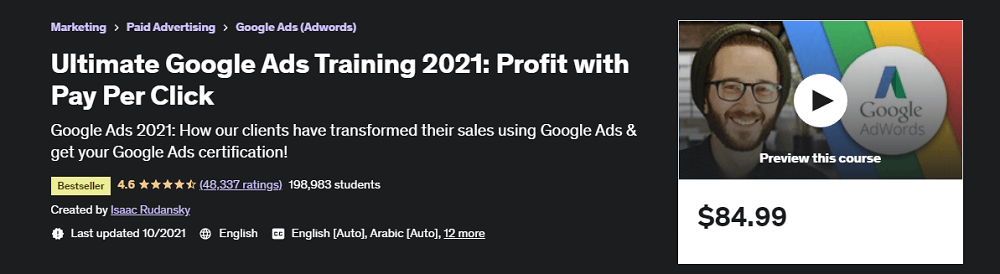 Marketing > Paid Advertising > Google Ads (Adwords)
Ultimate Google Ads Training 2021: Profit with
Pay Per Click
Google Ads 2021: How our clients have transformed their sales using Google Ads &
get your Google Ads certification!
Bestseller 4.6 (48,337 ratings) 198,983 students
Created by Isaac Rudansky
Last updated 10/2021 English CC English [Auto], Arabic [Auto], 12 more
Google
AdWords
Preview this course
$84.99